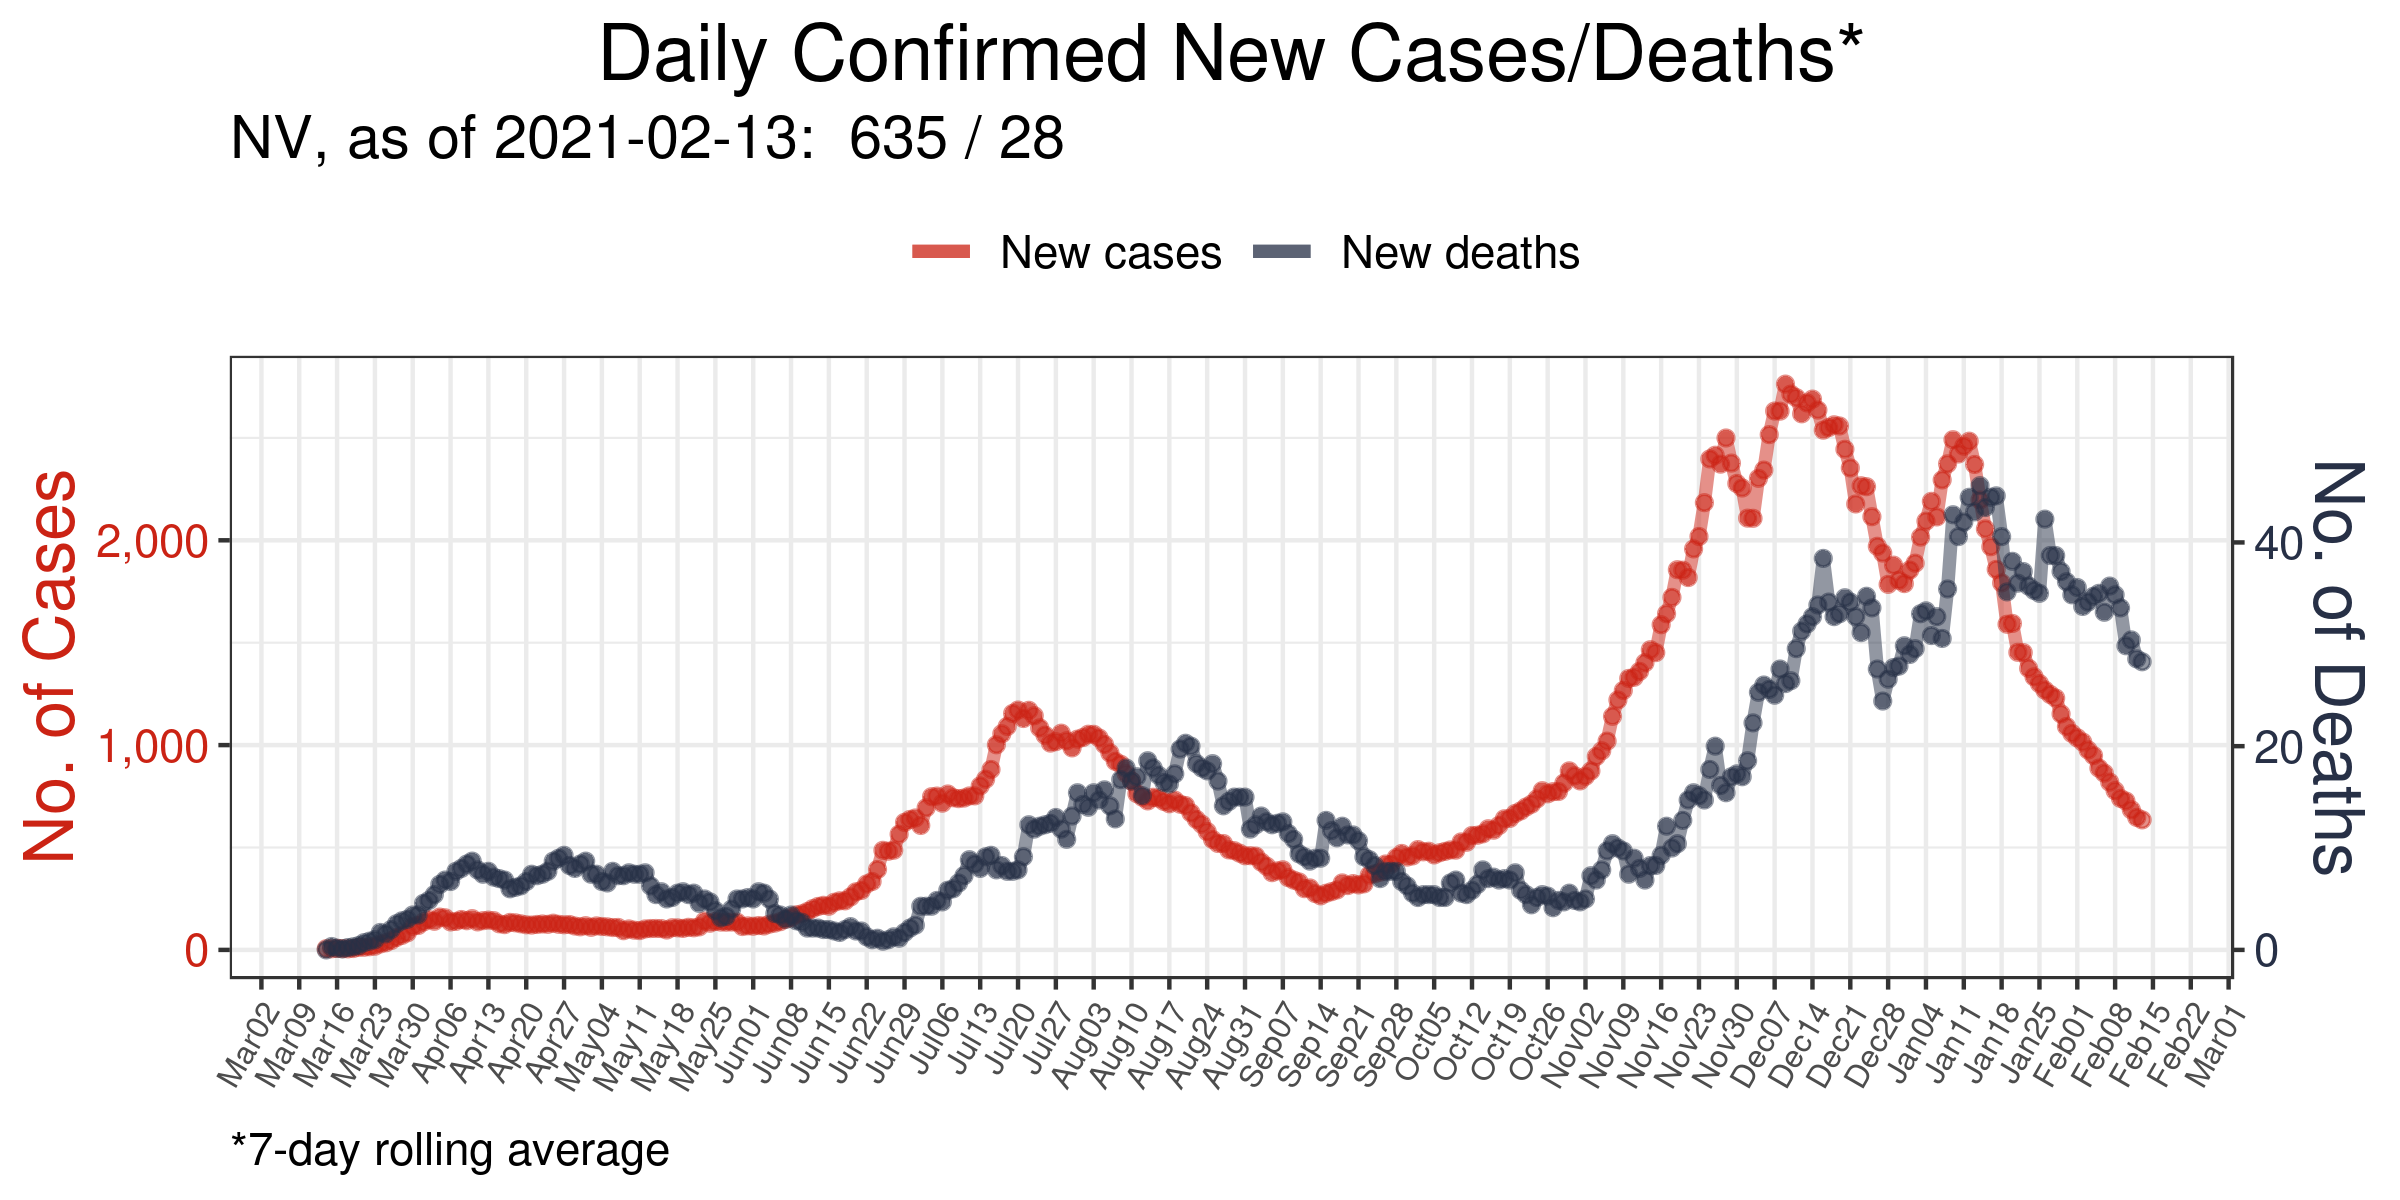 Daily Confirmed New Cases/Deaths*
NV, as of 2021-02-13:  635 / 28
New cases New deaths
No. of Cases
2,000
1,000
0
No. of Deaths
40
20
0
Mar02 Mar09 Mar16 Mar23 Mar30 Apr06 Apr13 Apr20 Apr27 May04 May11 May18 May25 Jun01 Jun08 Jun15 Jun22 Jun29 Jul06 Jul13 Jul20 Jul27 Aug03 Aug10 Aug17 Aug24 Aug31 Sep07 Sep14 Sep21 Sep28 Oct05 Oct12 Oct19 Oct26 Nov02 Nov09 Nov16 Nov23 Nov30 Dec07 Dec14 Dec21 Dec28 Jan04 Jan11 Jan18 Jan25 Feb01 Feb08 Feb15 Feb22 Mar01
*7-day rolling average